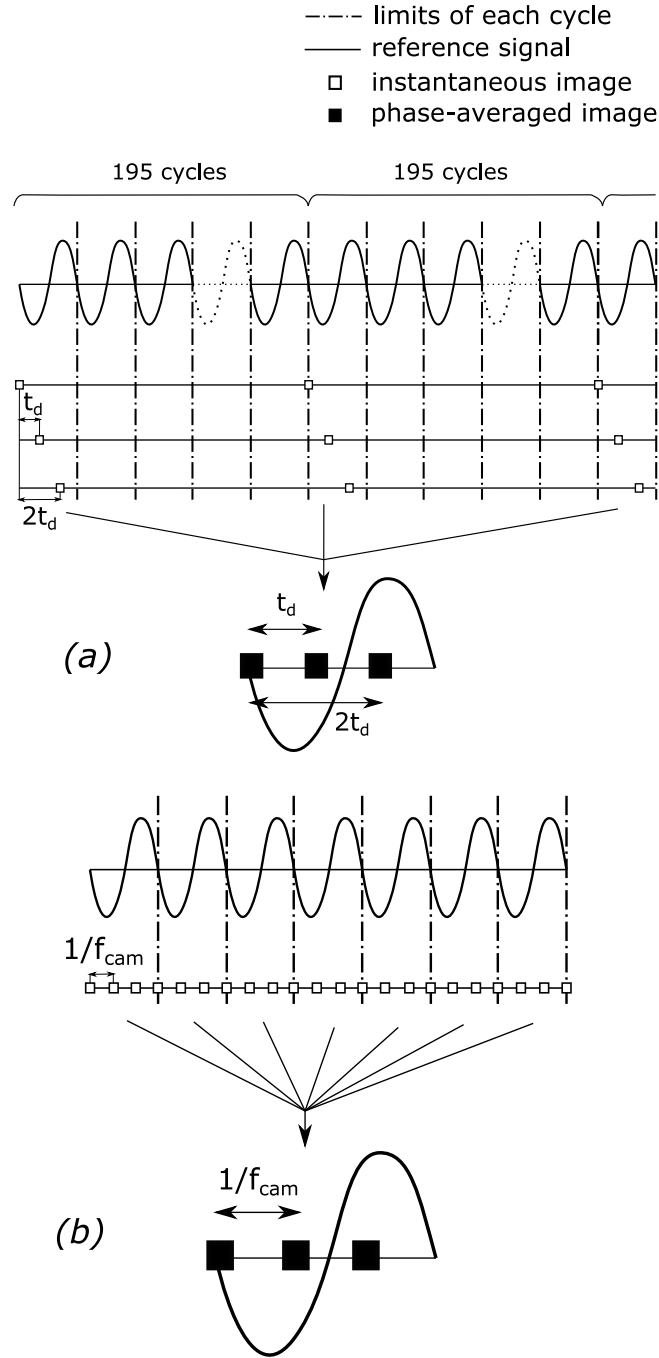 limits of each cycle
reference signal
instantaneous image
phase-averaged image
195 cycles 195 cycles
t_d
2t_d
t_d
(a)
2t_d
1/f_cam
1/f_cam
(b)